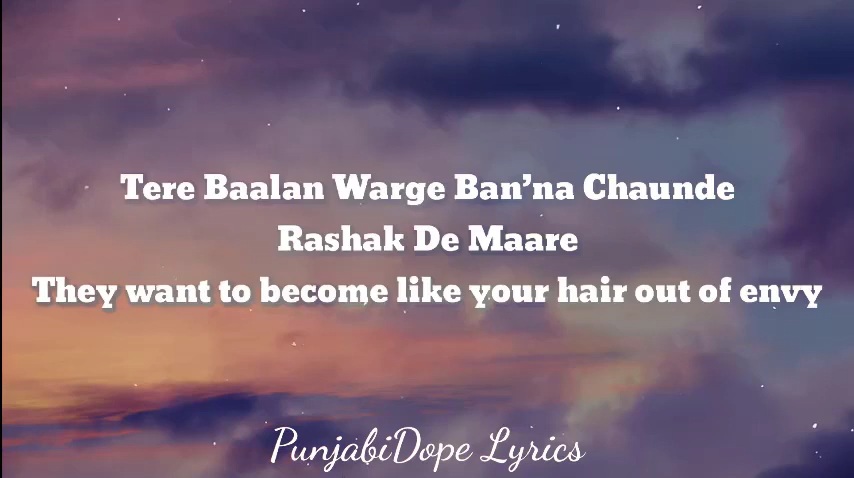 Tere Baalan Warge Ban’na Chaunde
Rashak De Maare
They want to become like your hair out of envy
PunjabiDope Lyrics